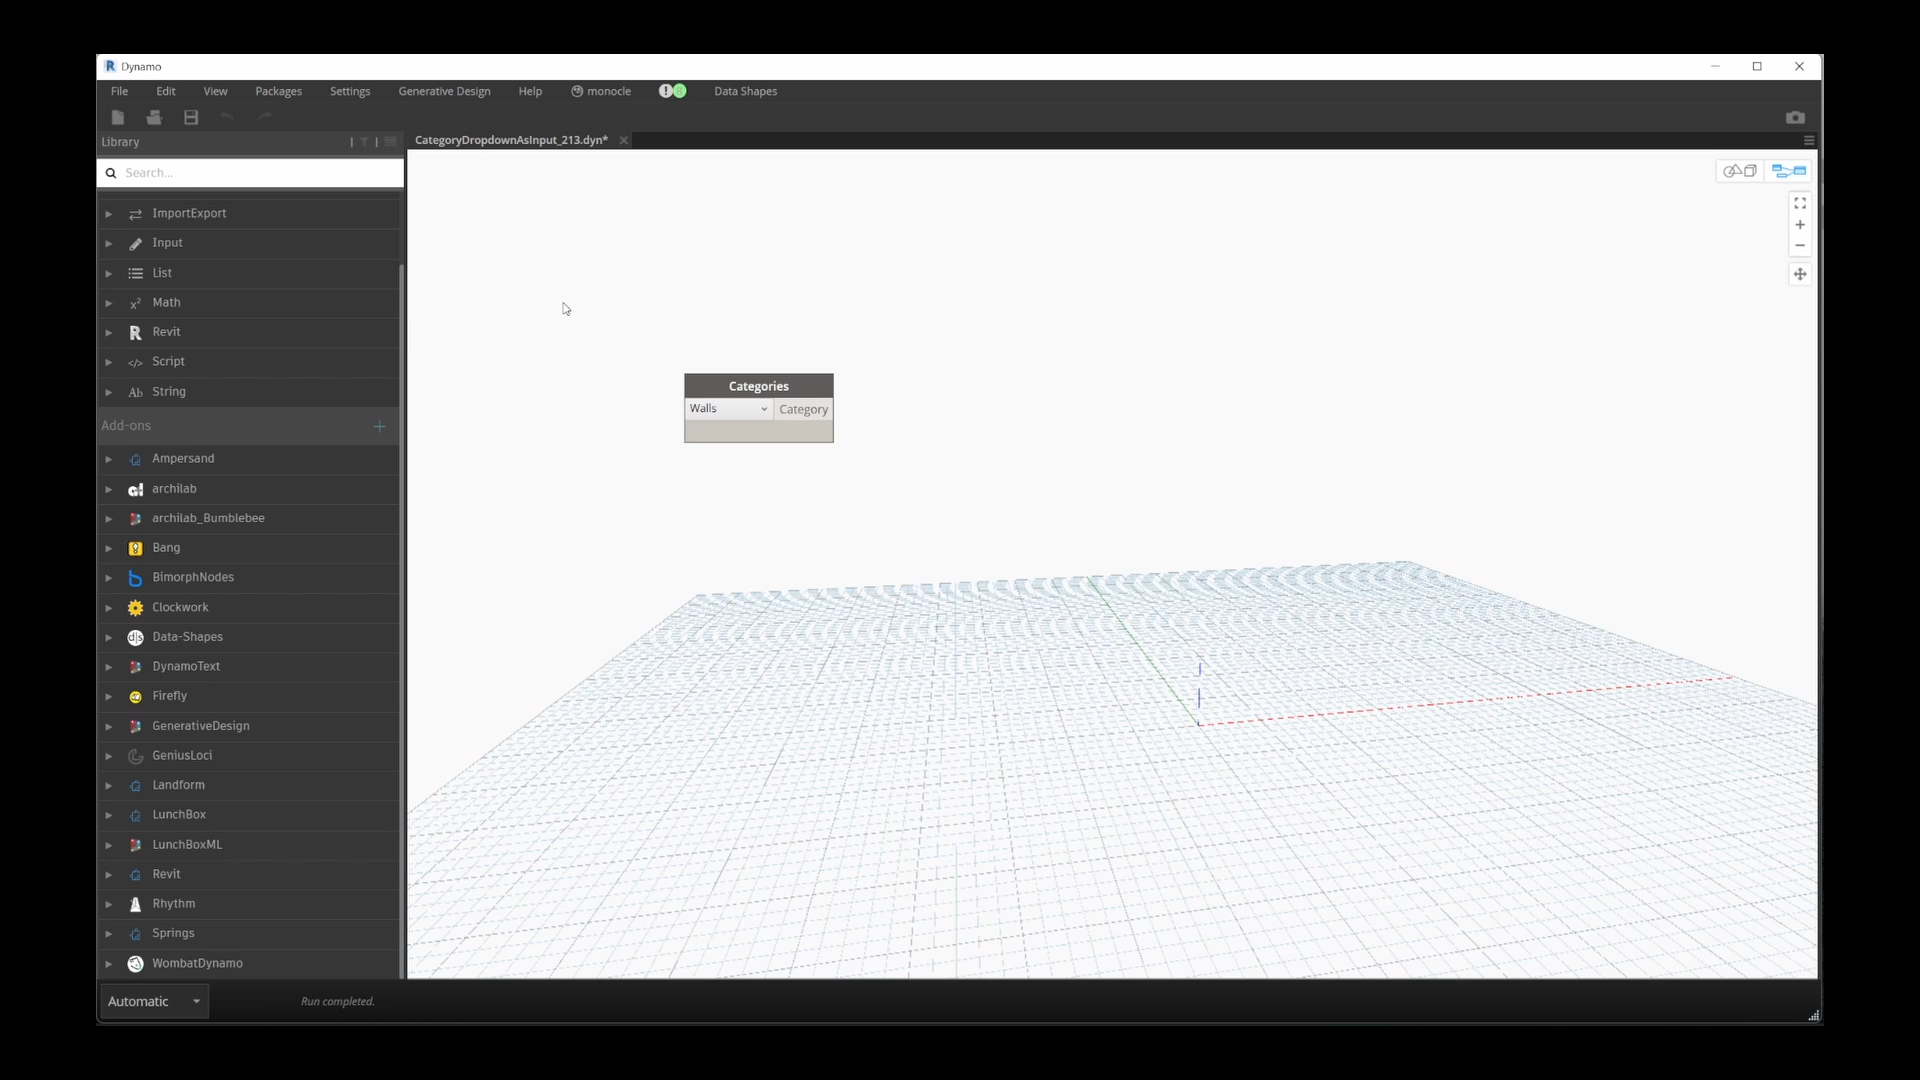 Dynamo
File Edit View Packages Settings Generative Design Help monocle Data Shapes
Library
CategoryDropdownAsInput_213.dyn*
Search...
ImportExport
Input
List
Math
Revit
Script
String
Add-ons
Ampersand
archilab
archilab_Bumblebee
Bang
BimorphNodes
Clockwork
Data-Shapes
DynamoText
Firefly
GenerativeDesign
GeniusLoci
Landform
LunchBox
LunchBoxML
Revit
Rhythm
Springs
WombatDynamo
Categories
Walls Category
Automatic
Run completed.